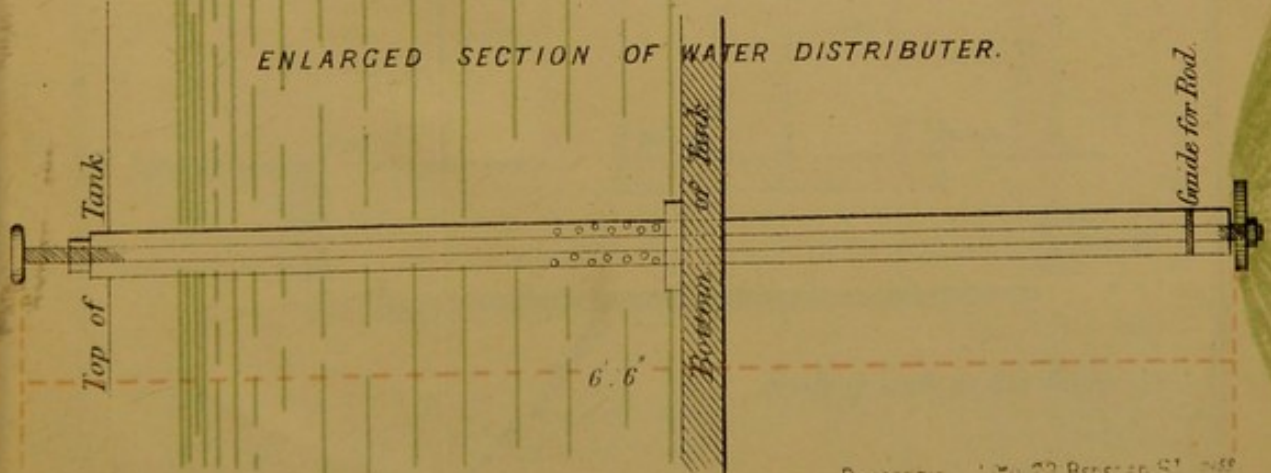 ENLARGED SECTION OF WATER DISTRIBUTER.
Top of Tank
Bottom of Tank
Guide for Rod.
6'. 6"